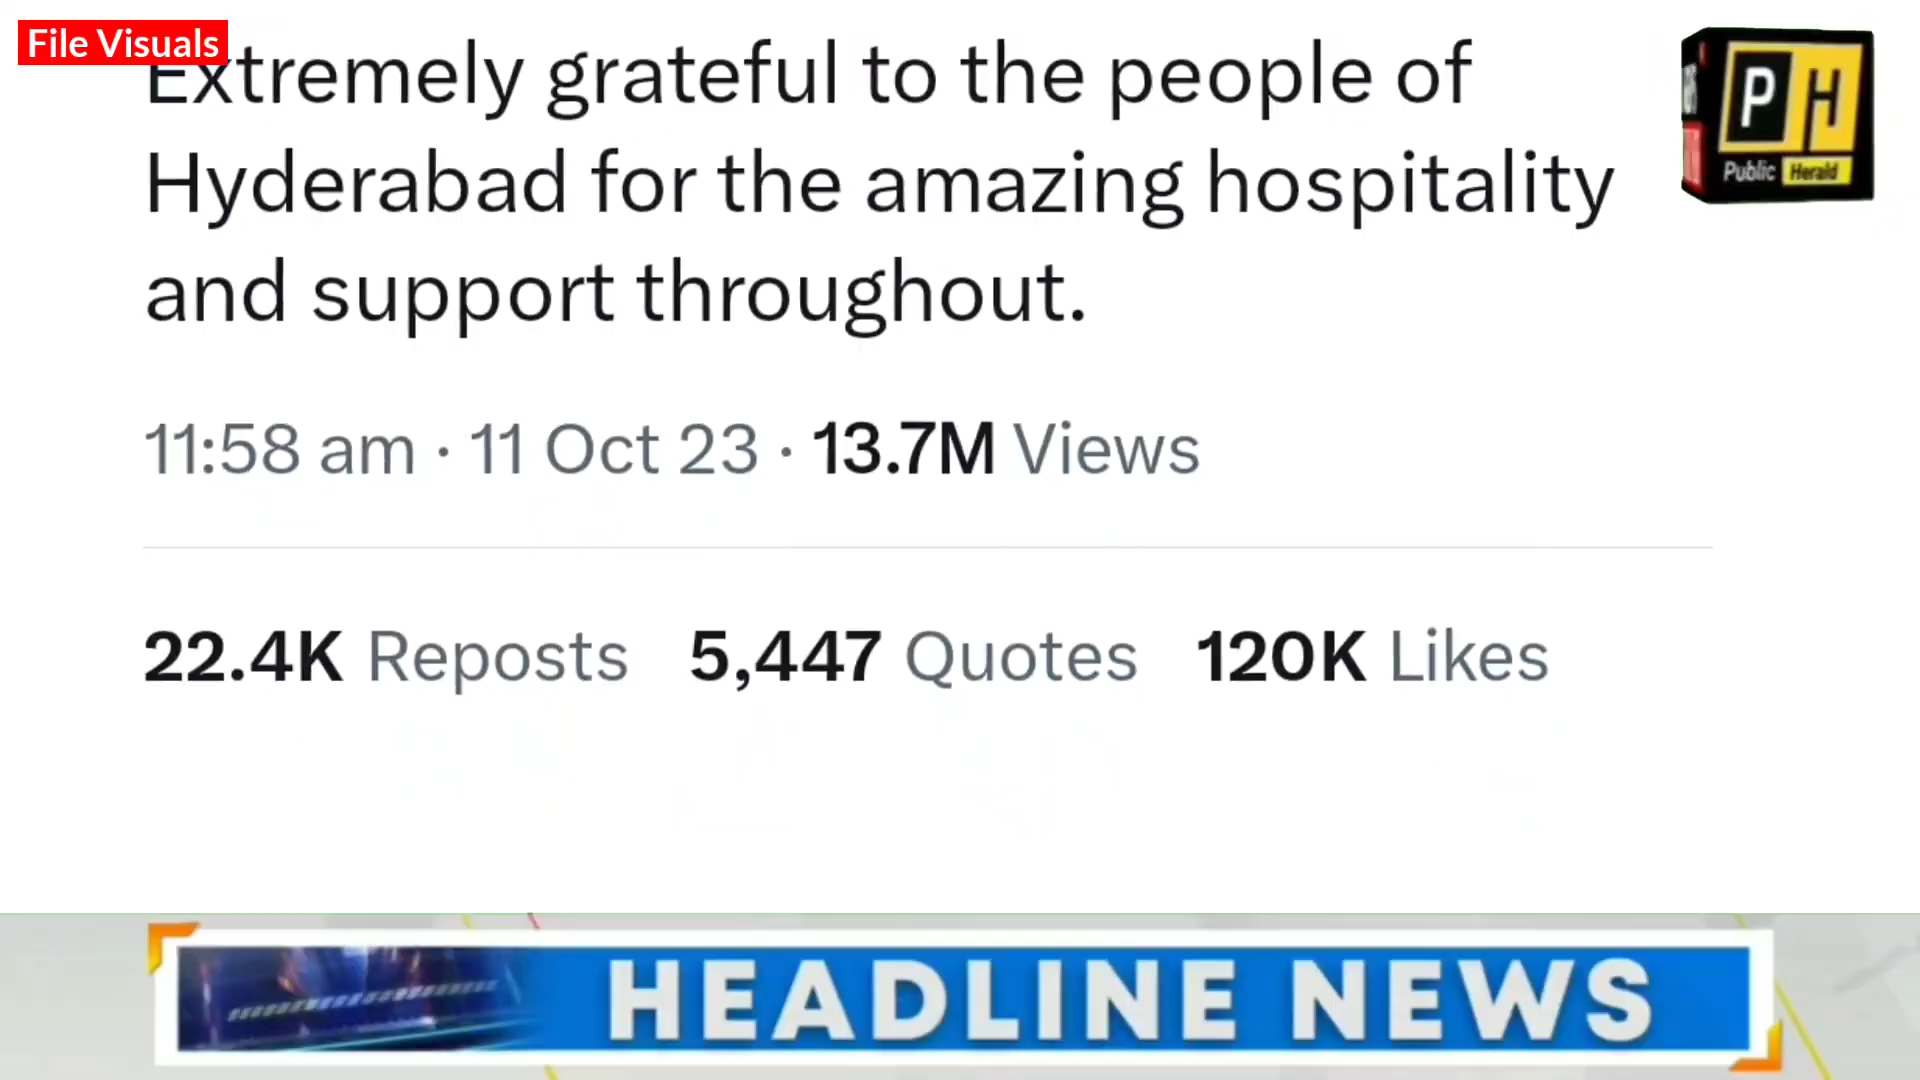 File Visuals
Extremely grateful to the people of
Hyderabad for the amazing hospitality
and support throughout.
11:58 am · 11 Oct 23 · 13.7M Views
22.4K Reposts 5,447 Quotes 120K Likes
PH
Public Herald
HEADLINE NEWS